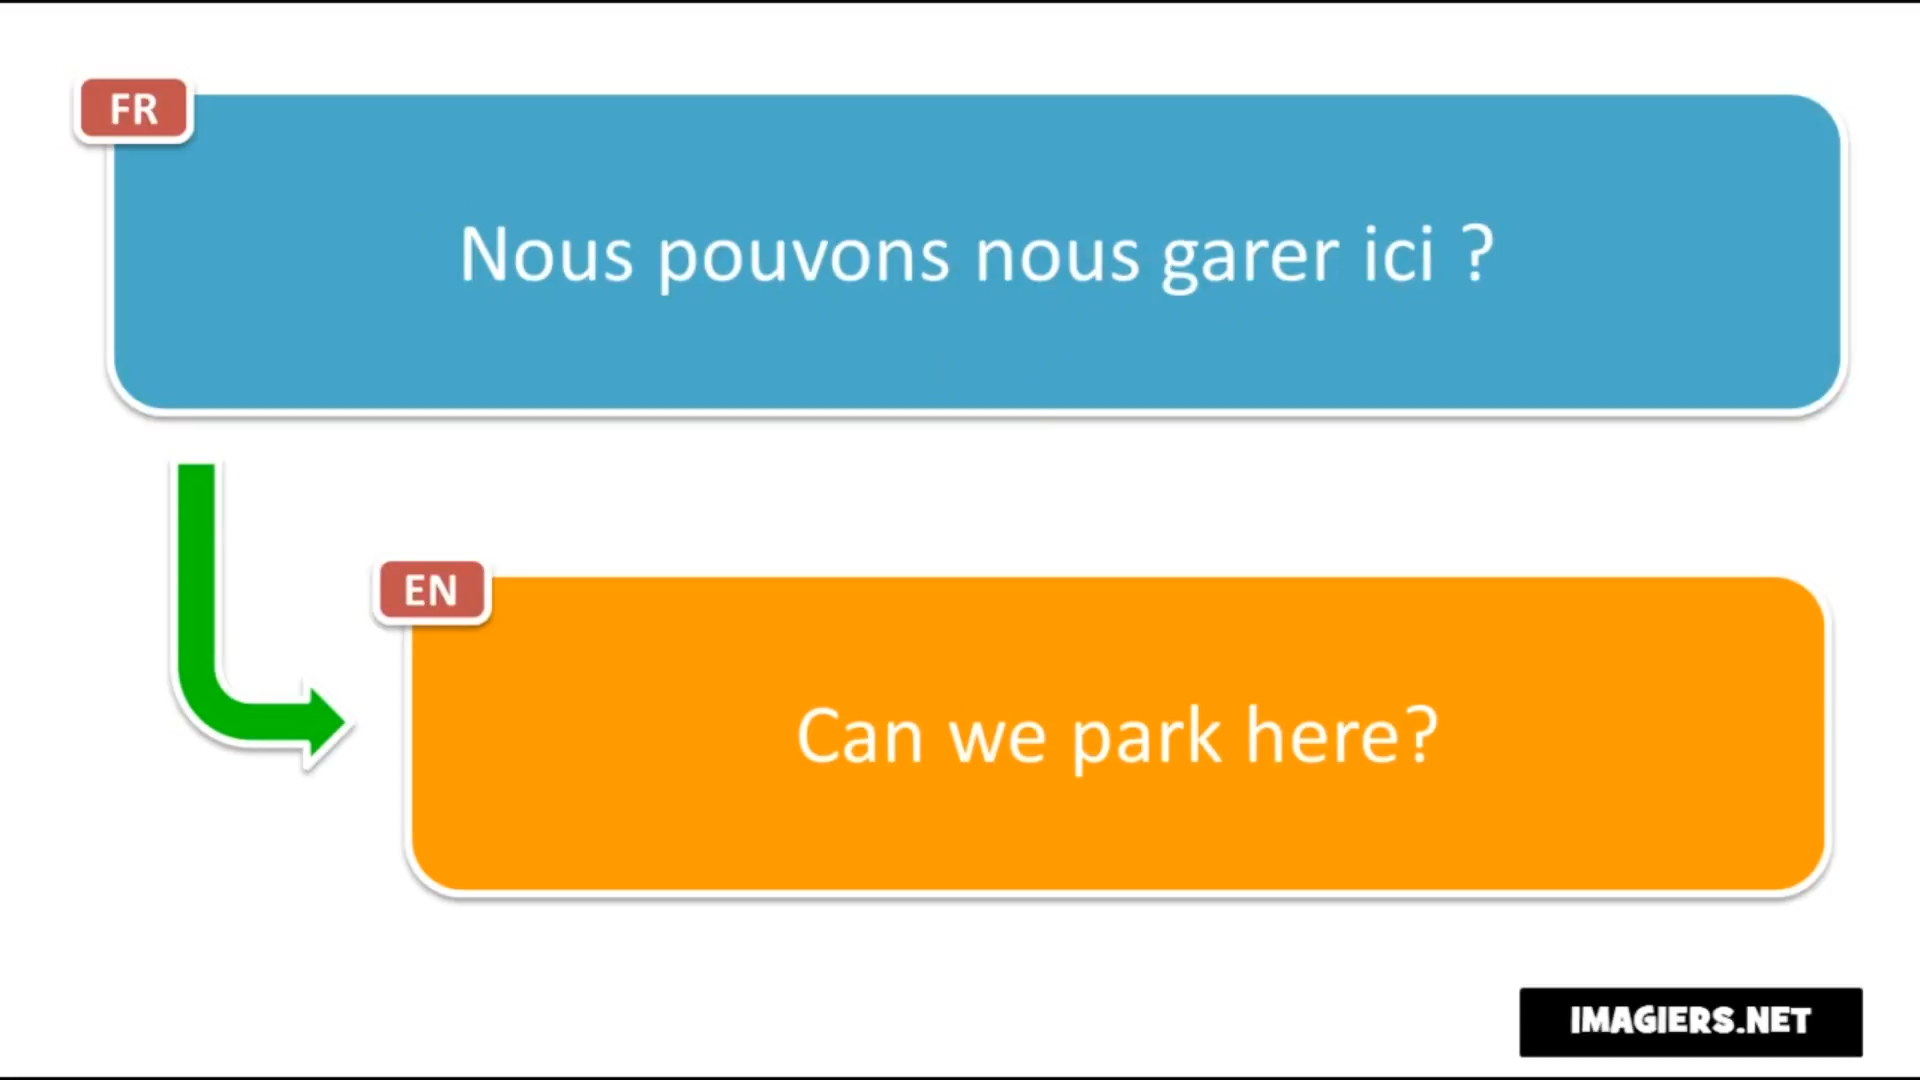 FR
Nous pouvons nous garer ici ?
EN
Can we park here?
IMAGIERS.NET